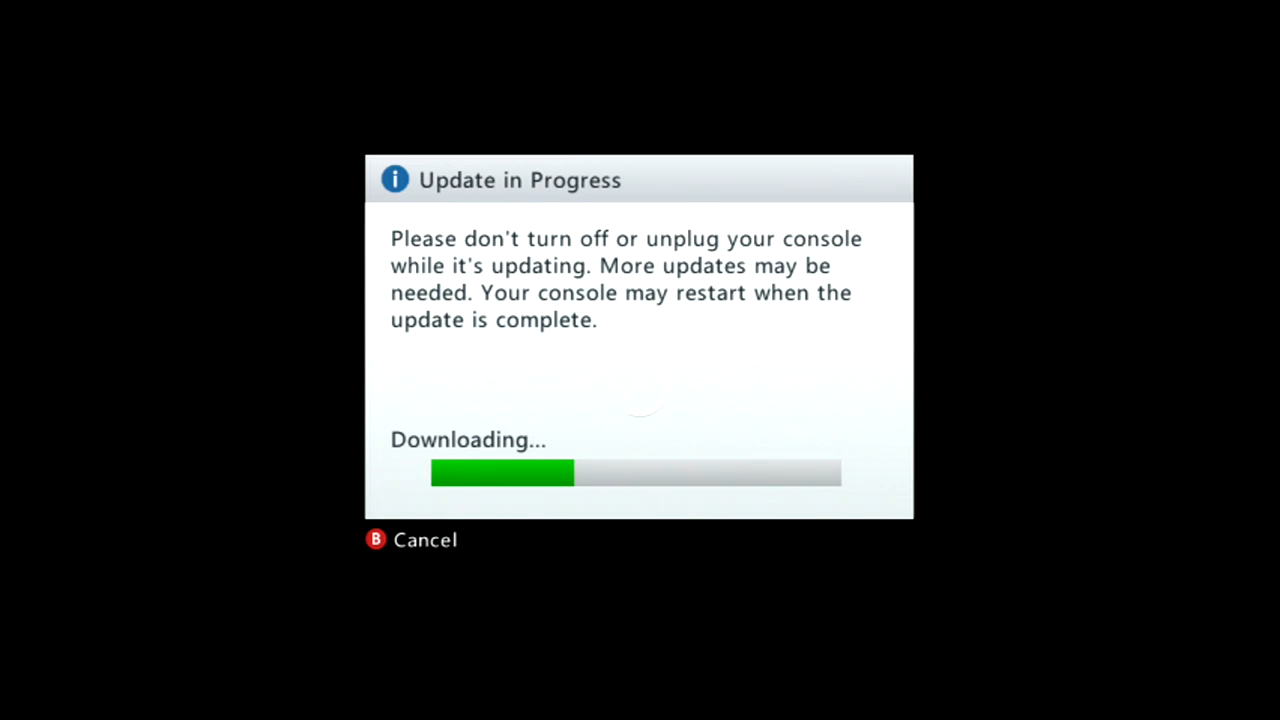 Update in Progress
Please don't turn off or unplug your console
while it's updating. More updates may be
needed. Your console may restart when the
update is complete.
Downloading...
B Cancel